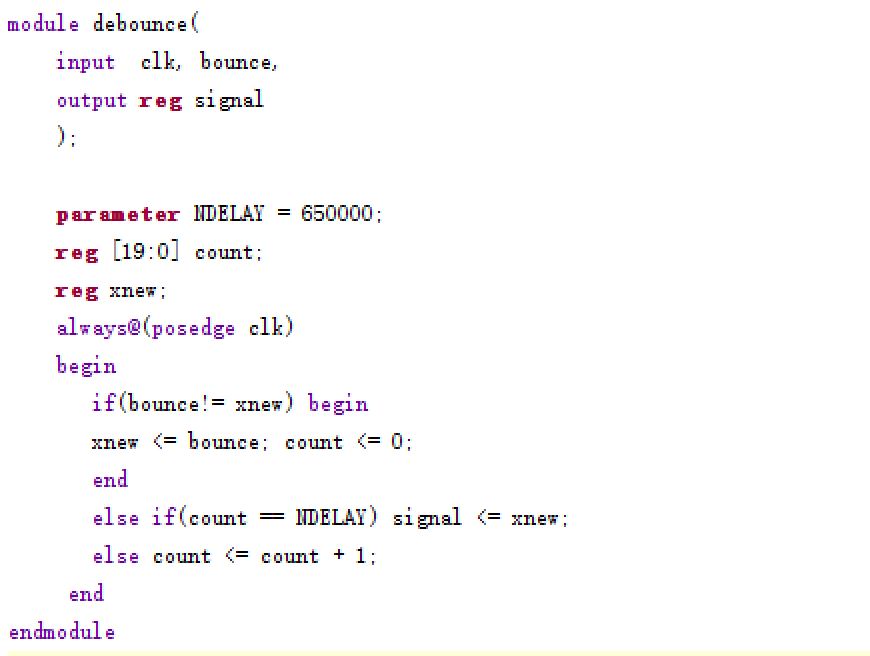 module debounce(
input clk, bounce,
output reg signal
);
parameter NDELAY = 650000;
reg [19:0] count;
reg xnew;
always@(posedge clk)
begin
if(bounce!= xnew) begin
xnew <= bounce; count <= 0;
end
else if(count == NDELAY) signal <= xnew;
else count <= count + 1;
end
endmodule